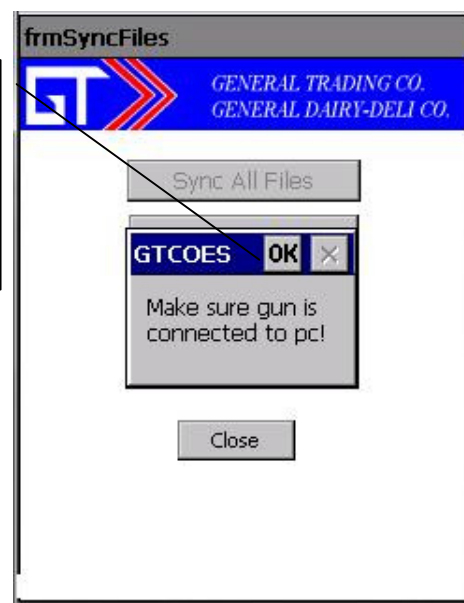 frmSyncFiles
GT
GENERAL TRADING CO.
GENERAL DAIRY-DELI CO.
Sync All Files
GTCOES OK
Make sure gun is
connected to pc!
Close